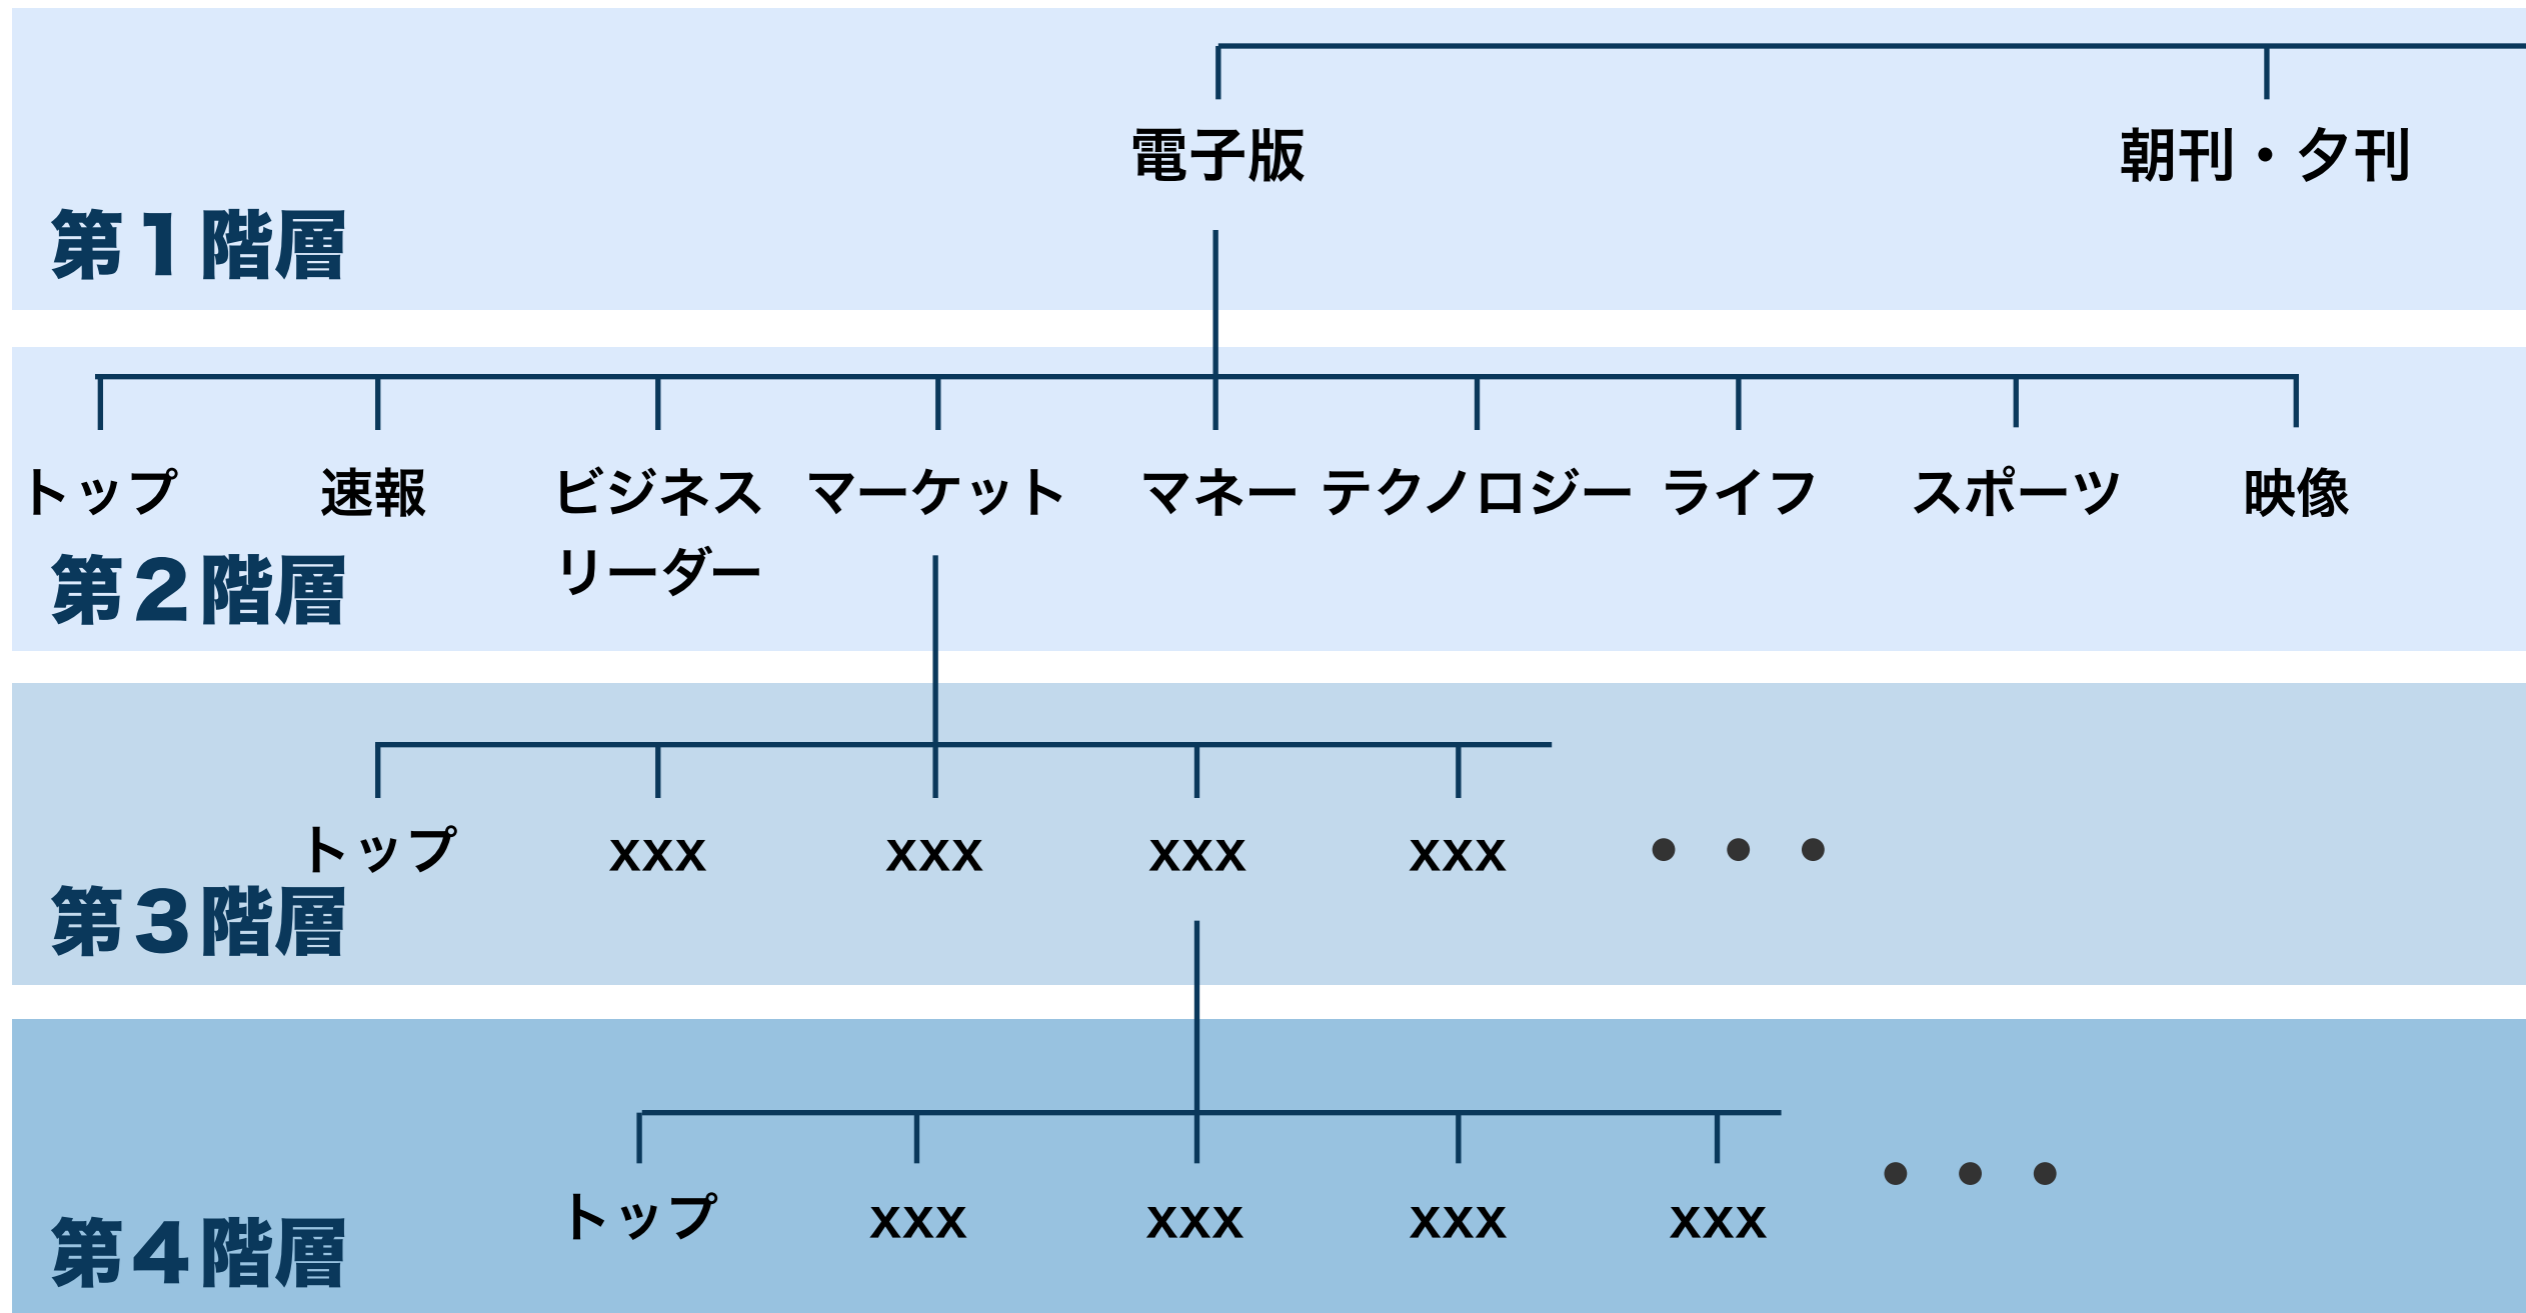 電子版
朝刊・夕刊
第1階層
トップ
速報
ビジネス
リーダー
マーケット
マネー
テクノロジー
ライフ
スポーツ
映像
第2階層
トップ
xxx
xxx
xxx
xxx
• • •
第3階層
トップ
xxx
xxx
xxx
xxx
• • •
第4階層